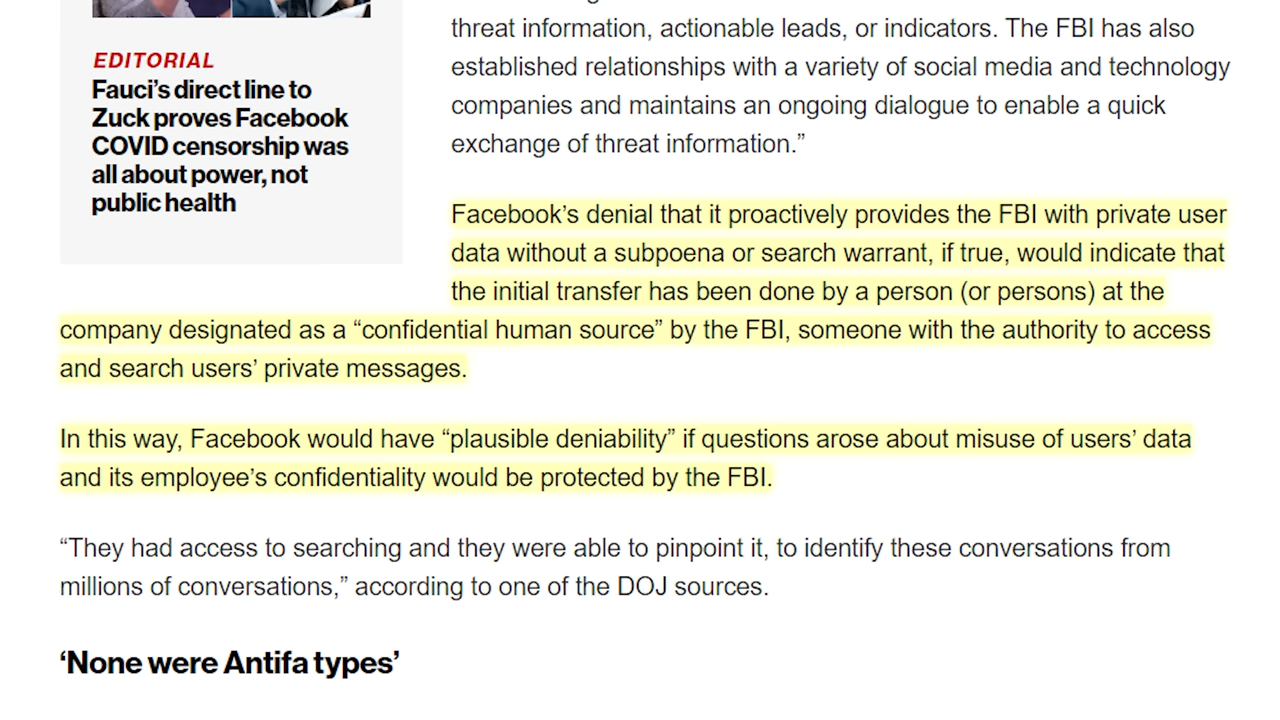 threat information, actionable leads, or indicators. The FBI has also
established relationships with a variety of social media and technology
companies and maintains an ongoing dialogue to enable a quick
exchange of threat information.”
EDITORIAL
Fauci’s direct line to
Zuck proves Facebook
COVID censorship was
all about power, not
public health
Facebook’s denial that it proactively provides the FBI with private user
data without a subpoena or search warrant, if true, would indicate that
the initial transfer has been done by a person (or persons) at the
company designated as a “confidential human source” by the FBI, someone with the authority to access
and search users’ private messages.
In this way, Facebook would have “plausible deniability” if questions arose about misuse of users’ data
and its employee’s confidentiality would be protected by the FBI.
“They had access to searching and they were able to pinpoint it, to identify these conversations from
millions of conversations,” according to one of the DOJ sources.
‘None were Antifa types’